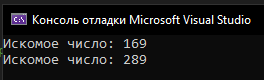 Консоль отладки Microsoft Visual Studio
Искомое число: 169
Искомое число: 289